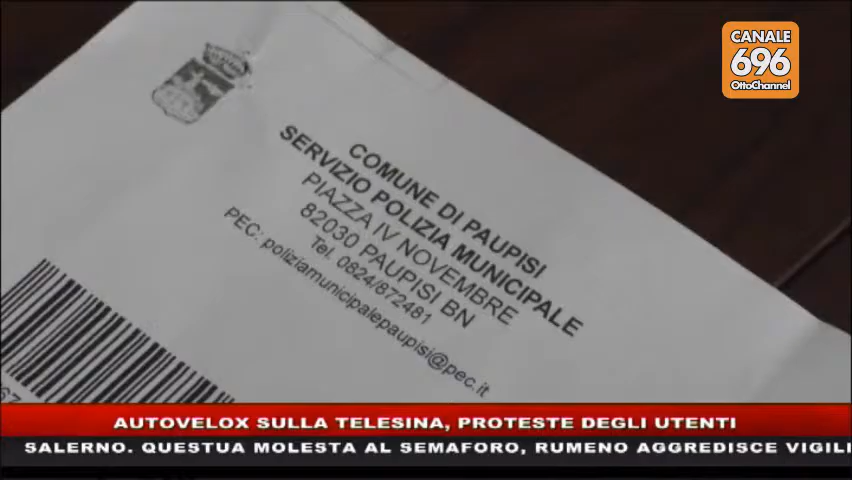 CANALE
696
OttoChannel
COMUNE DI PAUPISI
SERVIZIO POLIZIA MUNICIPALE
PIAZZA IV NOVEMBRE
82030 PAUPISI BN
Tel. 0824/872481
PEC: poliziamunicipalepaupisi@pec.it
AUTOVELOX SULLA TELESINA, PROTESTE DEGLI UTENTI
SALERNO. QUESTUA MOLESTA AL SEMAFORO, RUMENO AGGREDISCE VIGILI